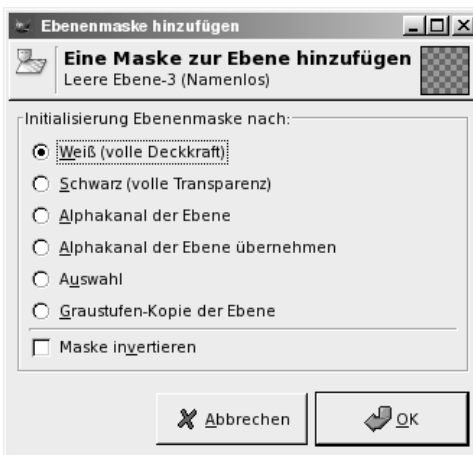 Ebenenmaske hinzufügen
Eine Maske zur Ebene hinzufügen
Leere Ebene-3 (Namenlos)
Initialisierung Ebenenmaske nach:
Weiß (volle Deckkraft)
Schwarz (volle Transparenz)
Alphakanal der Ebene
Alphakanal der Ebene übernehmen
Auswahl
Graustufen-Kopie der Ebene
Maske invertieren
Abbrechen
OK